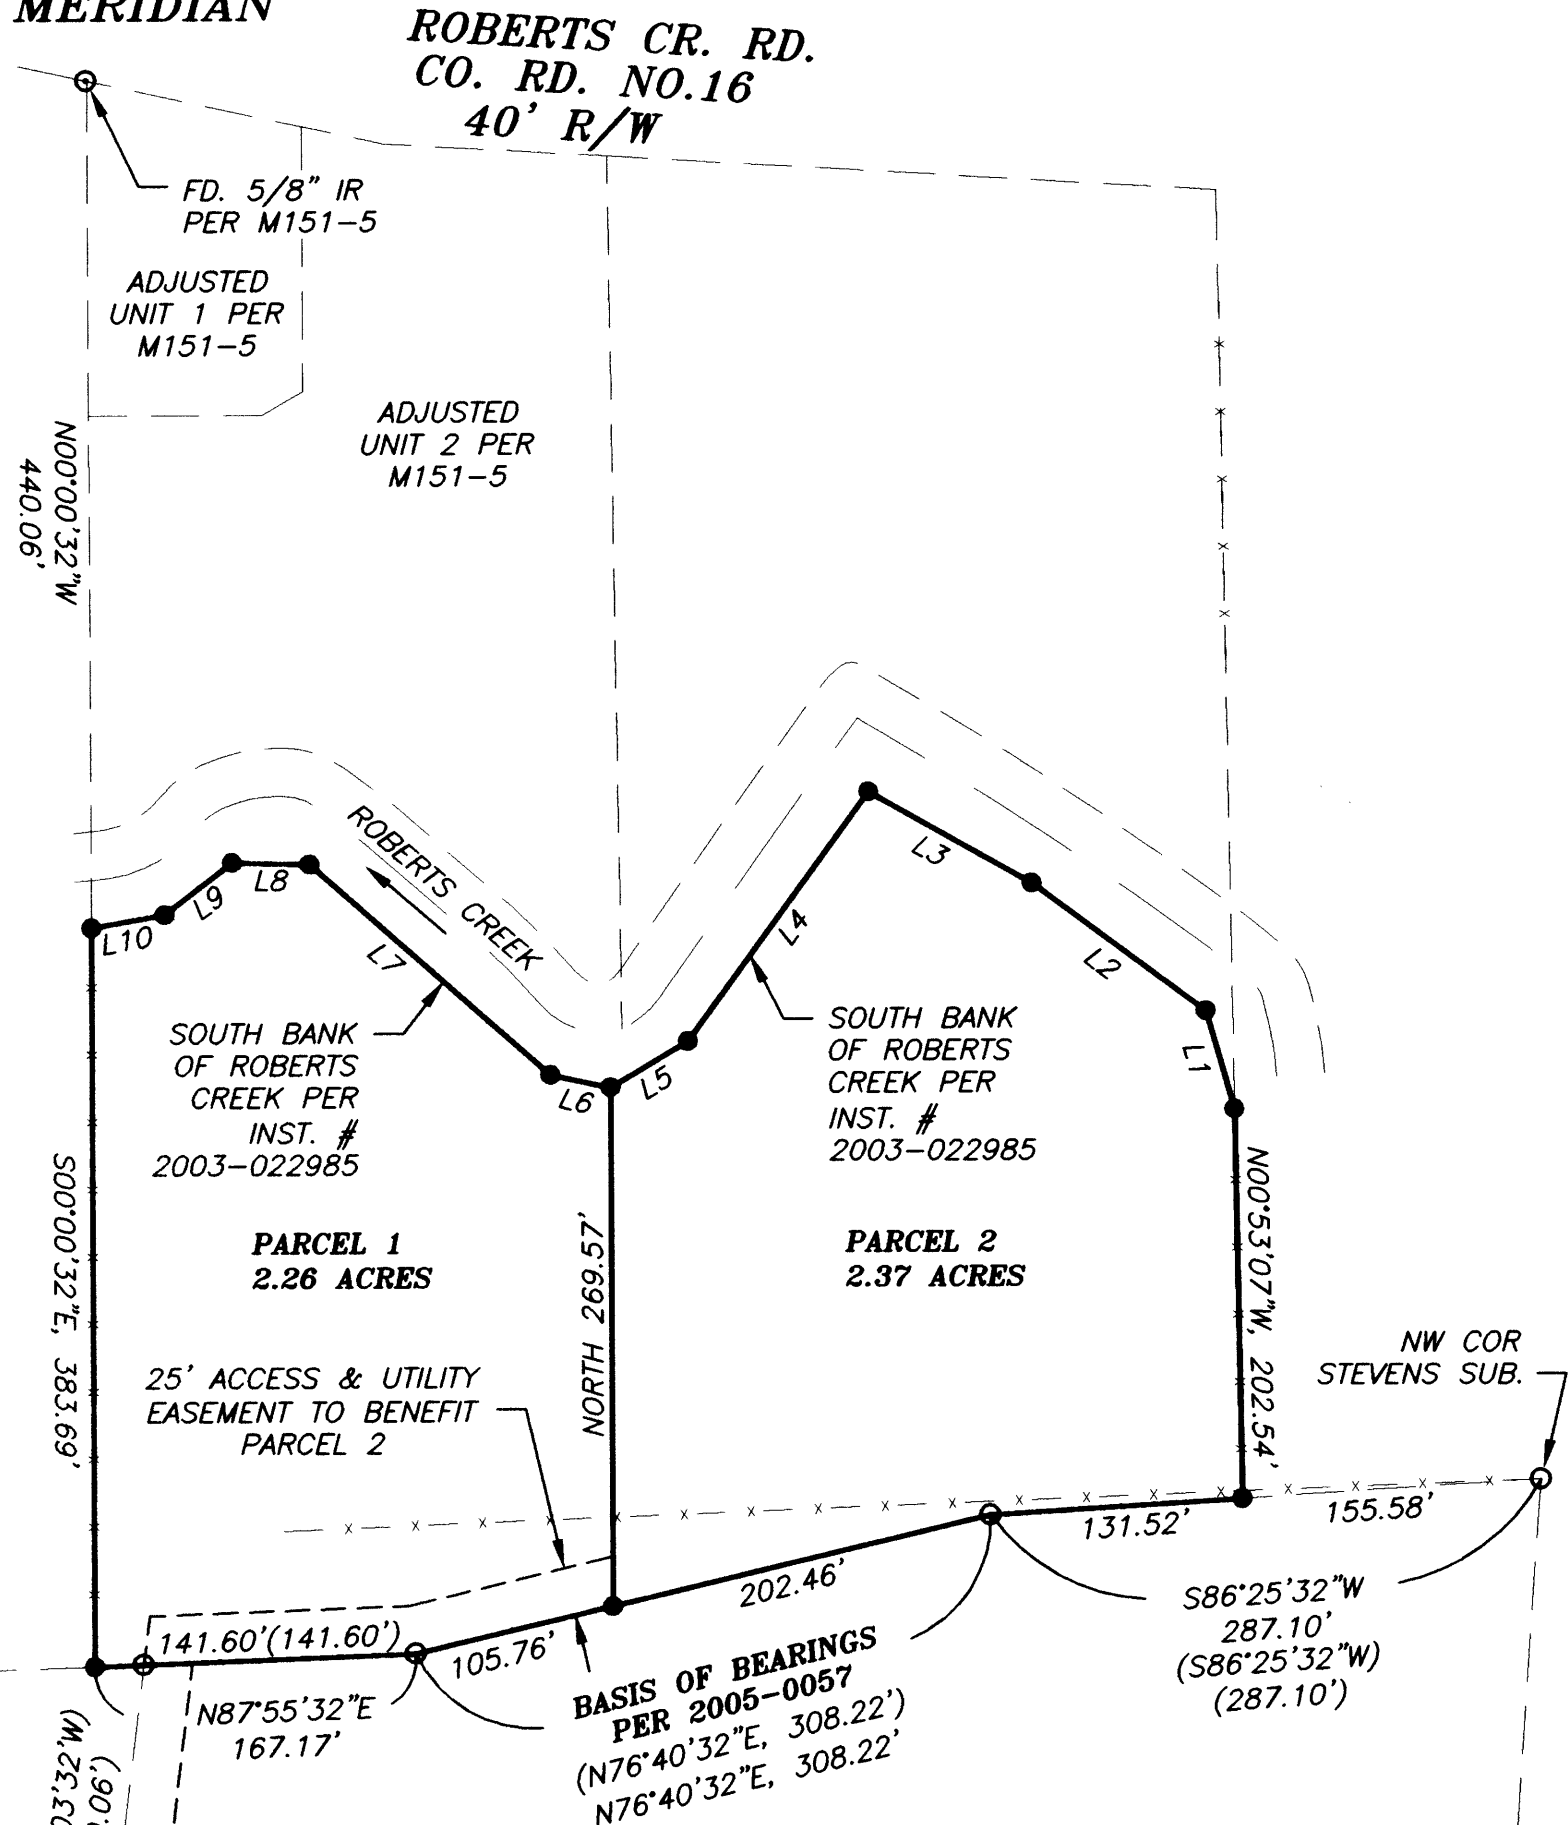 MERIDIAN
ROBERTS CR. RD.
CO. RD. NO.16
40' R/W
FD. 5/8" IR
PER M151-5
ADJUSTED
UNIT 1 PER
M151-5
ADJUSTED
UNIT 2 PER
M151-5
N00°00'32"W
440.06'
ROBERTS CREEK
L10
L9
L8
L7
L6
L5
L4
L3
L2
L1
SOUTH BANK
OF ROBERTS
CREEK PER
INST. #
2003-022985
SOUTH BANK
OF ROBERTS
CREEK PER
INST. #
2003-022985
S00°00'32"E, 383.69'
PARCEL 1
2.26 ACRES
NORTH 269.57'
PARCEL 2
2.37 ACRES
N00°53'07"W, 202.54'
NW COR
STEVENS SUB.
25' ACCESS & UTILITY
EASEMENT TO BENEFIT
PARCEL 2
141.60'(141.60')
105.76'
202.46'
131.52'
155.58'
N87°55'32"E
167.17'
BASIS OF BEARINGS
PER 2005-0057
(N76°40'32"E, 308.22')
N76°40'32"E, 308.22'
S86°25'32"W
287.10'
(S86°25'32"W)
(287.10')